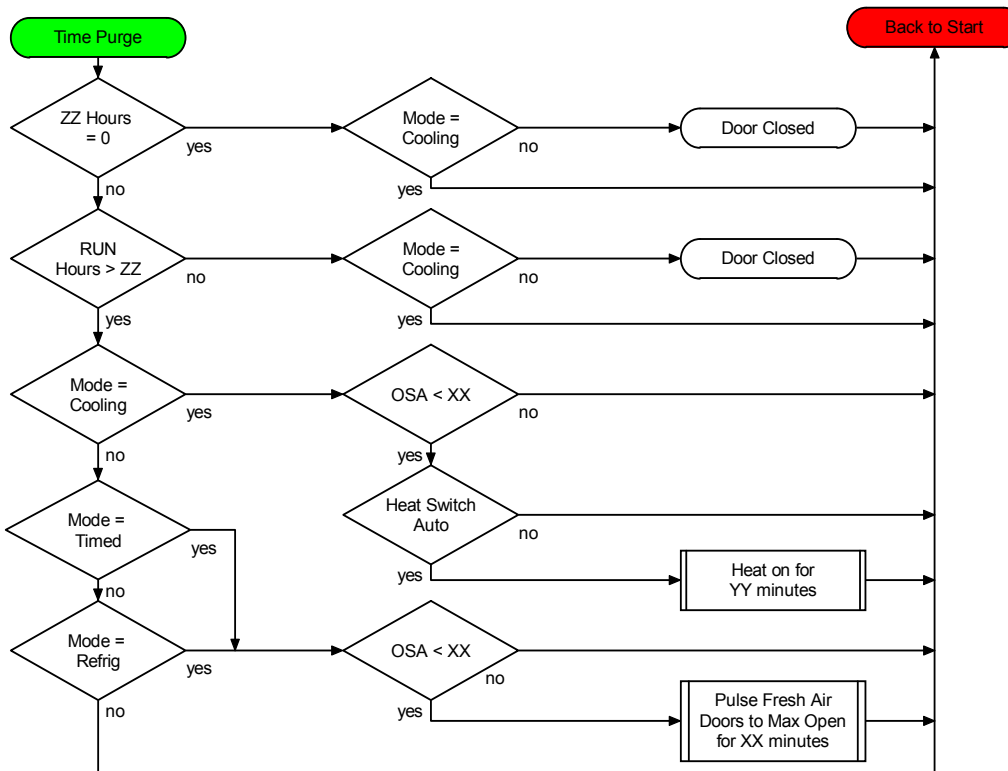 Time Purge
Back to Start
ZZ Hours
= 0
yes
no
Mode =
Cooling
no
yes
Door Closed
RUN
Hours > ZZ
no
yes
Mode =
Cooling
no
yes
Door Closed
Mode =
Cooling
yes
no
OSA < XX
no
yes
Heat Switch
Auto
no
yes
Heat on for
YY minutes
Mode =
Timed
yes
no
Mode =
Refrig
yes
no
OSA < XX
no
yes
Pulse Fresh Air
Doors to Max Open
for XX minutes